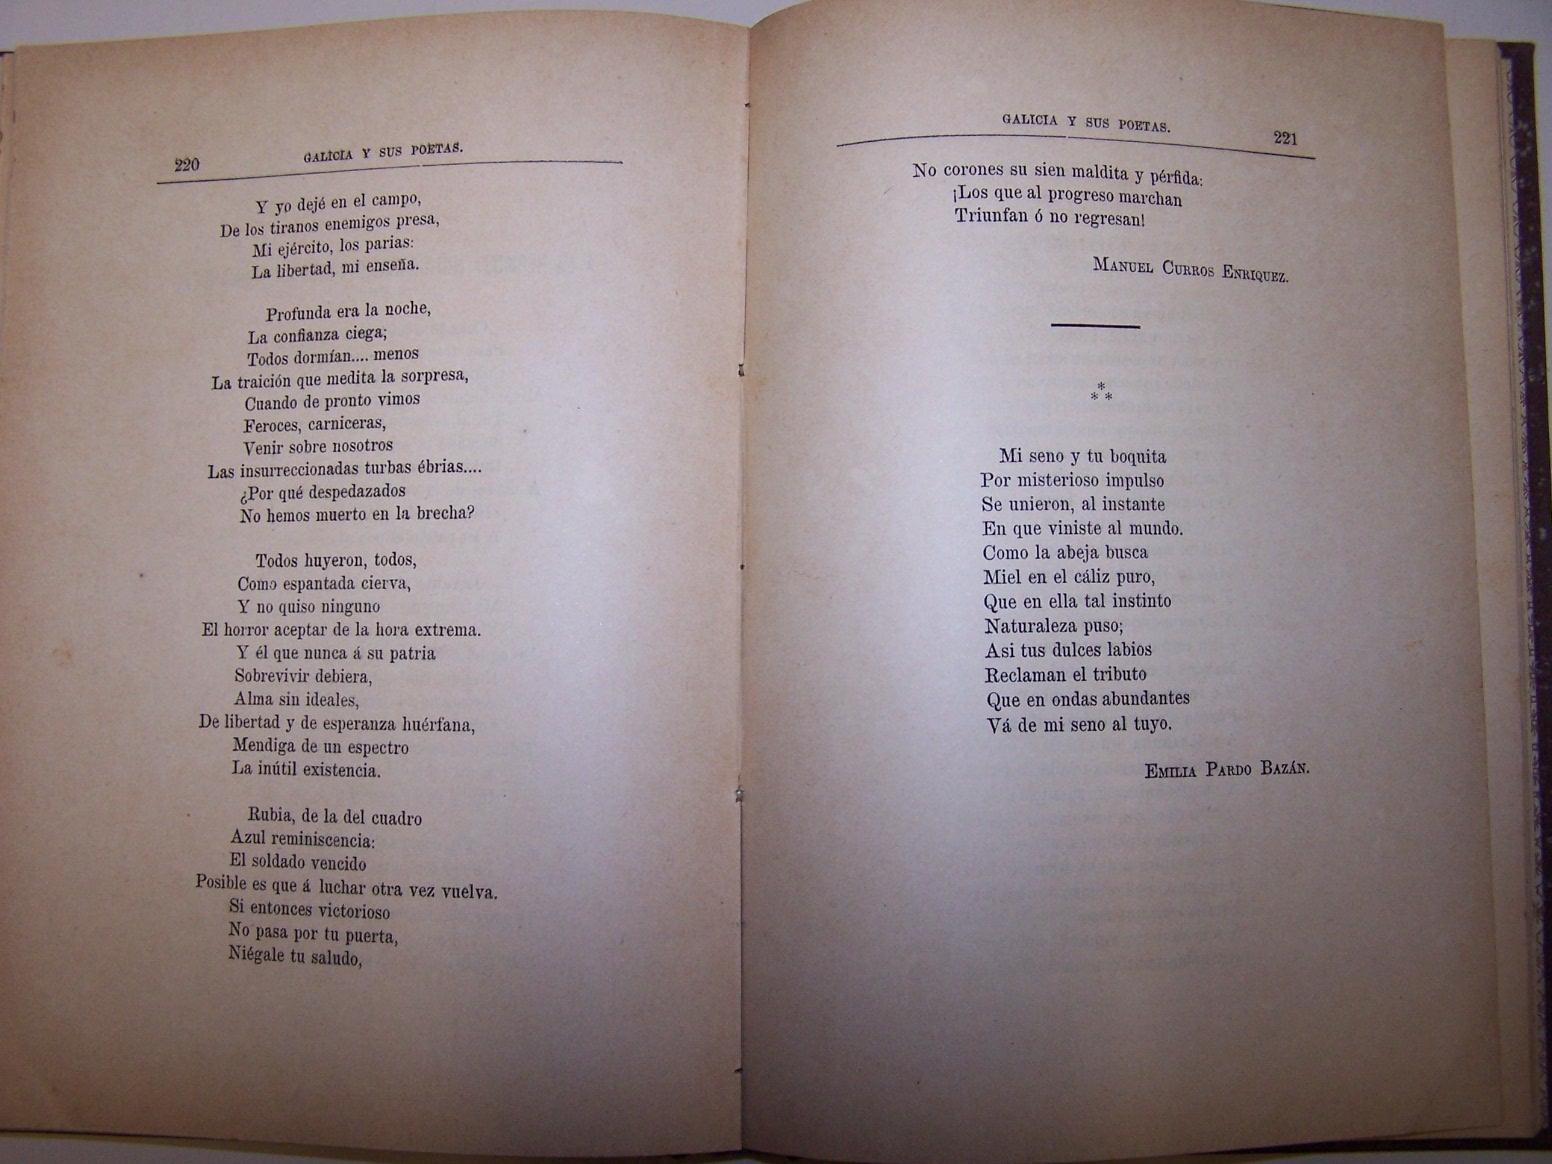 220
GALICIA Y SUS POETAS.
Y yo dejé en el campo,
De los tiranos enemigos presa,
Mi ejército, los parias:
La libertad, mi enseña.
Profunda era la noche,
La confianza ciega;
Todos dormían.... menos
La traición que medita la sorpresa,
Cuando de pronto vimos
Feroces, carniceras,
Venir sobre nosotros
Las insurreccionadas turbas ébrias....
¿Por qué despedazados
No hemos muerto en la brecha?
Todos huyeron, todos,
Como espantada cierva,
Y no quiso ninguno
El horror aceptar de la hora extrema.
Y él que nunca á su patria
Sobrevivir debiera,
Alma sin ideales,
De libertad y de esperanza huérfana,
Mendiga de un espectro
La inútil existencia.
Rubia, de la del cuadro
Azul reminiscencia:
El soldado vencido
Posible es que á luchar otra vez vuelva.
Si entonces victorioso
No pasa por tu puerta,
Niégale tu saludo,
GALICIA Y SUS POETAS.
221
No corones su sien maldita y pérfida:
¡Los que al progreso marchan
Triunfan ó no regresan!
MANUEL CURROS ENRIQUEZ.
*
* *
Mi seno y tu boquita
Por misterioso impulso
Se unieron, al instante
En que viniste al mundo.
Como la abeja busca
Miel en el cáliz puro,
Que en ella tal instinto
Naturaleza puso;
Asi tus dulces labios
Reclaman el tributo
Que en ondas abundantes
Vá de mi seno al tuyo.
EMILIA PARDO BAZÁN.